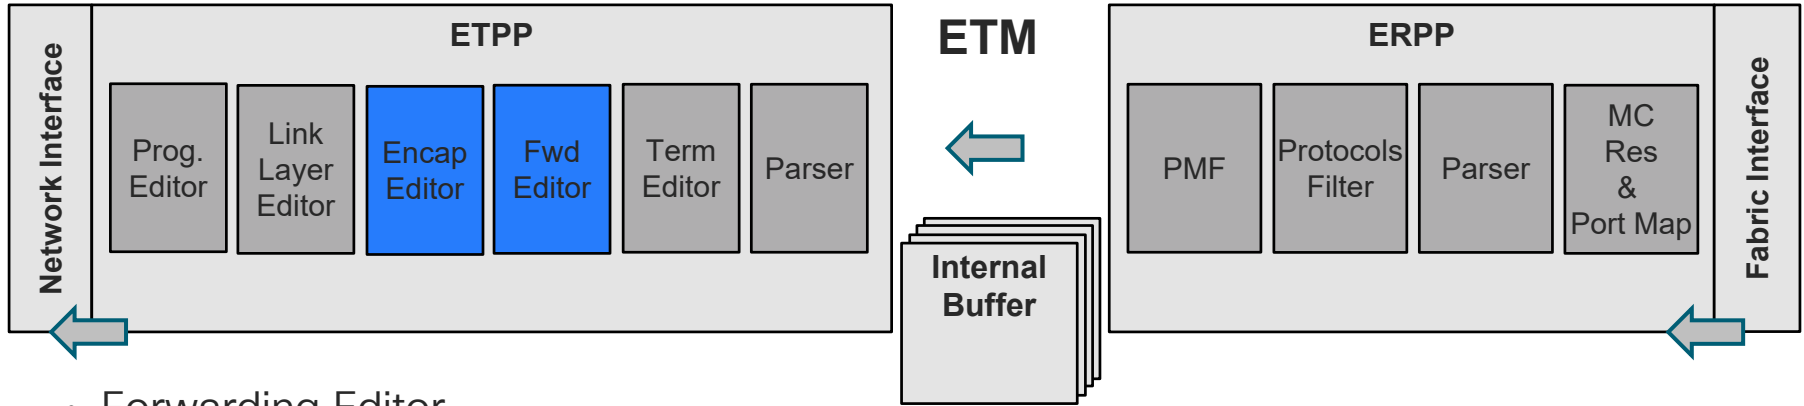 ETPP
ETM
ERPP
Network Interface
Prog.
Editor
Link
Layer
Editor
Encap
Editor
Fwd
Editor
Term
Editor
Parser
Internal
Buffer
PMF
Protocols
Filter
Parser
MC
Res
&
Port Map
Fabric Interface
Forwarding Editor